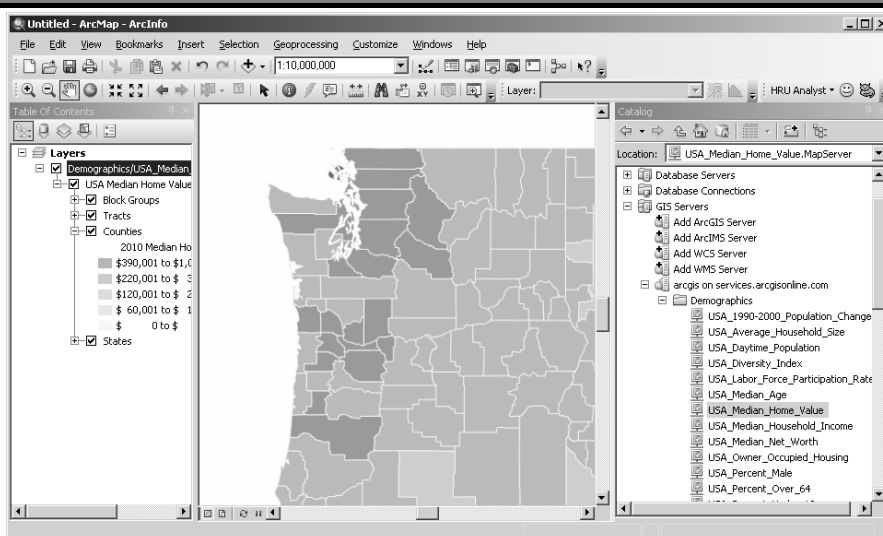 Untitled - ArcMap - ArcInfo
File Edit View Bookmarks Insert Selection Geoprocessing Customize Windows Help
1:10,000,000
Layer:
HRU Analyst
Table Of Contents
Layers
Demographics/USA_Median_
USA Median Home Value
Block Groups
Tracts
Counties
2010 Median Ho
$390,001 to $1,0
$220,001 to $ 3
$120,001 to $ 2
$ 60,001 to $ 1
$ 0 to $
States
Catalog
Location: USA_Median_Home_Value.MapServer
Database Servers
Database Connections
GIS Servers
Add ArcGIS Server
Add ArcIMS Server
Add WCS Server
Add WMS Server
arcgis on services.arcgisonline.com
Demographics
USA_1990-2000_Population_Change
USA_Average_Household_Size
USA_Daytime_Population
USA_Diversity_Index
USA_Labor_Force_Participation_Rate
USA_Median_Age
USA_Median_Home_Value
USA_Median_Household_Income
USA_Median_Net_Worth
USA_Owner_Occupied_Housing
USA_Percent_Male
USA_Percent_Over_64